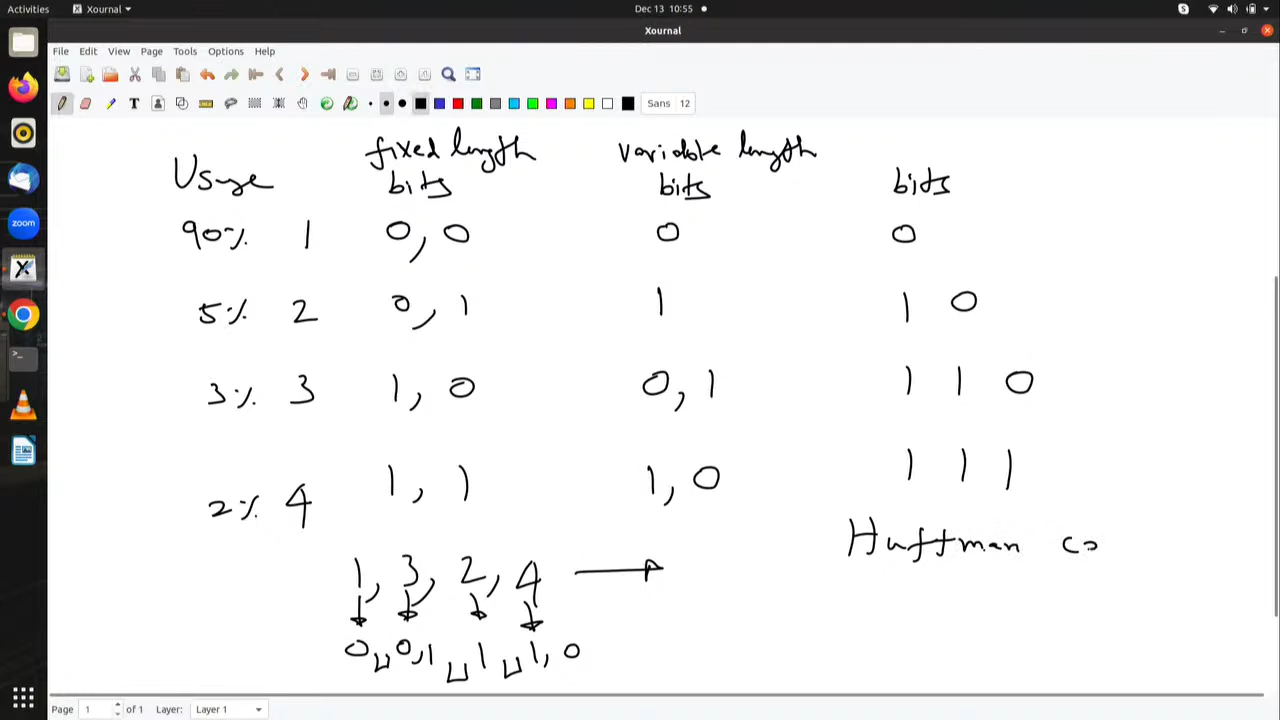 Activities Xournal Dec 13 10:55
Xournal
File Edit View Page Tools Options Help
Sans 12
Usage fixed length bits variable length bits bits
90% 1 0, 0 0 0
5% 2 0, 1 1 1 0
3% 3 1, 0 0, 1 1 1 0
2% 4 1, 1 1, 0 1 1 1
Huffman co
1, 3, 2, 4
0 ␣ 0, 1 ␣ 1 ␣ 1, 0
zoom
Page 1 of 1 Layer: Layer 1